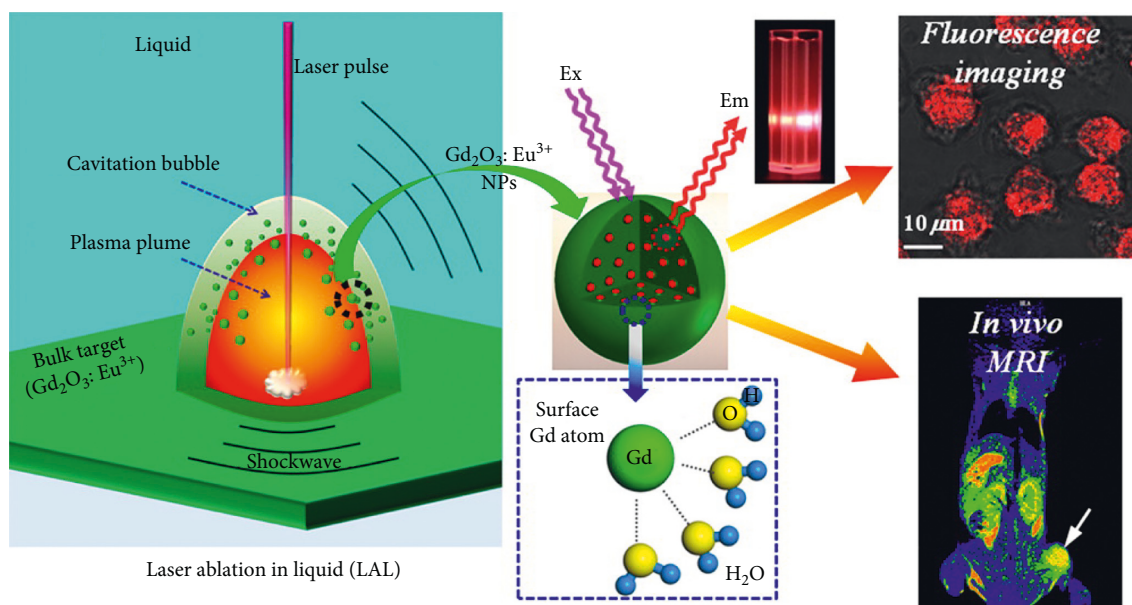 Liquid
Laser pulse
Cavitation bubble
Plasma plume
Bulk target
(Gd₂O₃: Eu³⁺)
Shockwave
Laser ablation in liquid (LAL)
Gd₂O₃: Eu³⁺
NPs
Ex
Em
Surface
Gd atom
Gd
H
O
H₂O
Fluorescence
imaging
10 μm
In vivo
MRI